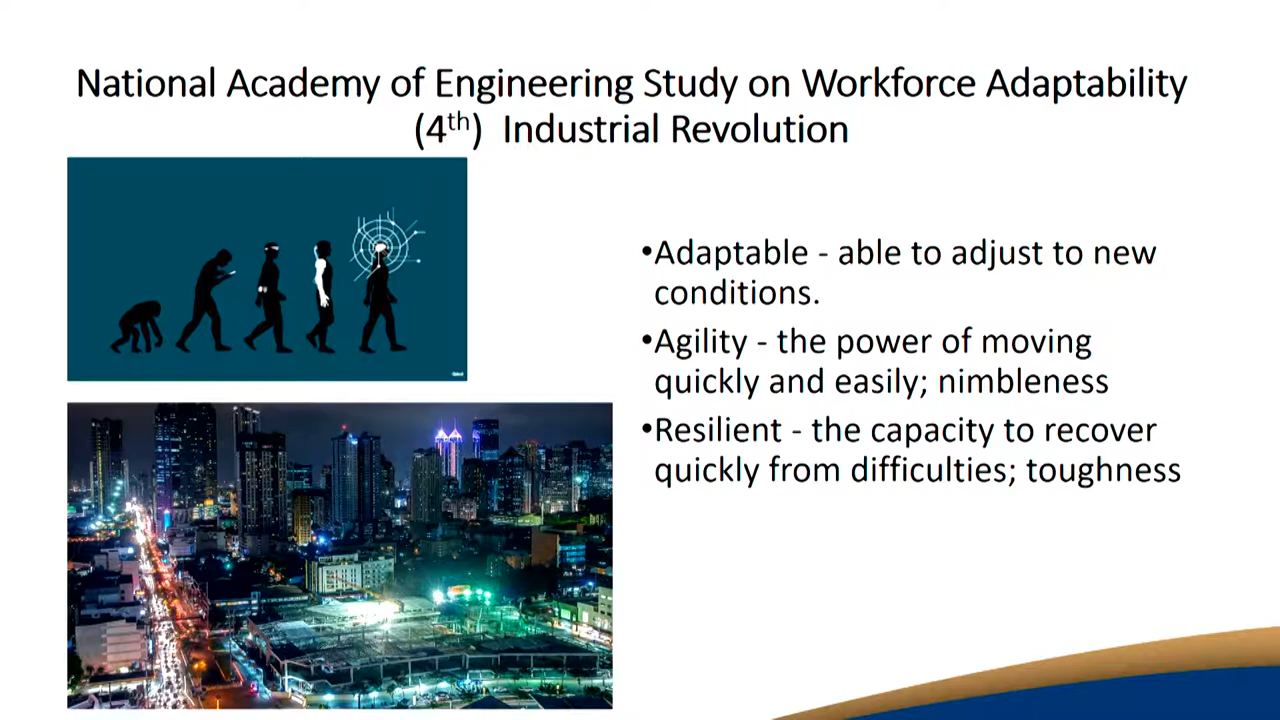 National Academy of Engineering Study on Workforce Adaptability
(4th) Industrial Revolution
•Adaptable - able to adjust to new
conditions.
•Agility - the power of moving
quickly and easily; nimbleness
•Resilient - the capacity to recover
quickly from difficulties; toughness